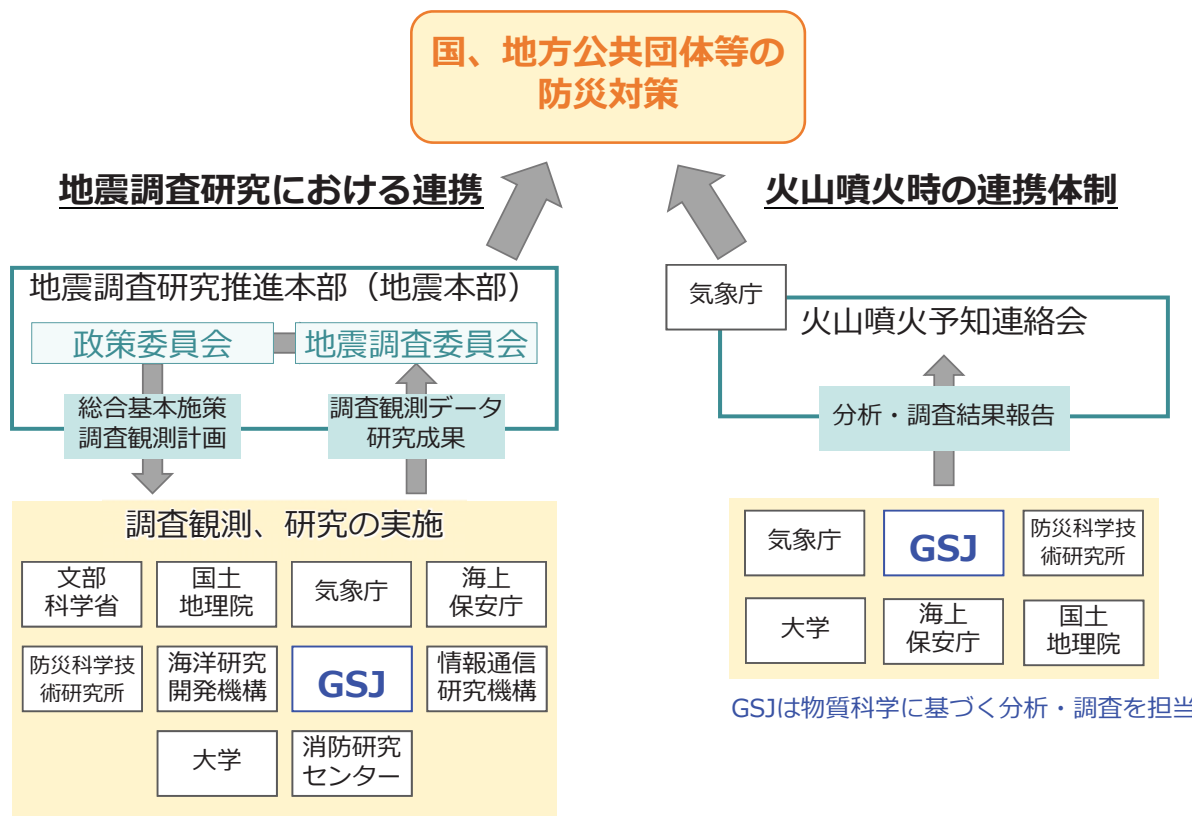 国、地方公共団体等の
防災対策
地震調査研究における連携
地震調査研究推進本部（地震本部）
政策委員会
地震調査委員会
総合基本施策
調査観測計画
調査観測データ
研究成果
調査観測、研究の実施
文部
科学省
国土
地理院
気象庁
海上
保安庁
防災科学技
術研究所
海洋研究
開発機構
GSJ
情報通信
研究機構
大学
消防研究
センター
火山噴火時の連携体制
気象庁
火山噴火予知連絡会
分析・調査結果報告
気象庁
GSJ
防災科学技
術研究所
大学
海上
保安庁
国土
地理院
GSJは物質科学に基づく分析・調査を担当